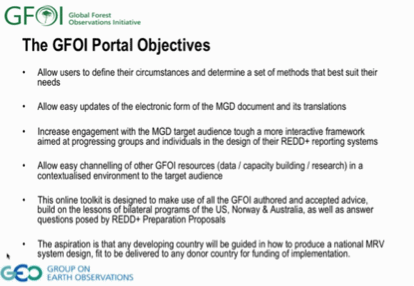 GFOI Global Forest
Observations Initiative
The GFOI Portal Objectives
• Allow users to define their circumstances and determine a set of methods that best suit their
needs
• Allow easy updates of the electronic form of the MGD document and its translations
• Increase engagement with the MGD target audience tough a more interactive framework
aimed at progressing groups and individuals in the design of their REDD+ reporting systems
• Allow easy channelling of other GFOI resources (data / capacity building / research) in a
contextualised environment to the target audience
• This online toolkit is designed to make use of all the GFOI authored and accepted advice,
build on the lessons of bilateral programs of the US, Norway & Australia, as well as answer
questions posed by REDD+ Preparation Proposals
• The aspiration is that any developing country will be guided in how to produce a national MRV
system design, fit to be delivered to any donor country for funding of implementation.
GEO GROUP ON
EARTH OBSERVATIONS